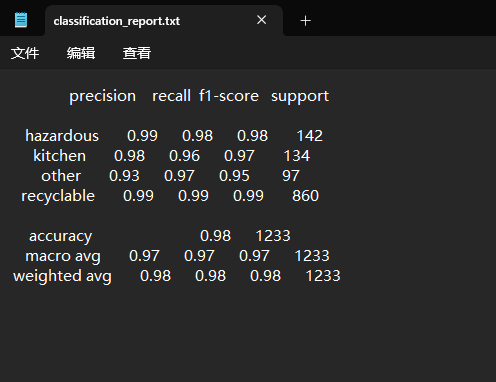 classification_report.txt
文件 编辑 查看
precision recall f1-score support
hazardous 0.99 0.98 0.98 142
kitchen 0.98 0.96 0.97 134
other 0.93 0.97 0.95 97
recyclable 0.99 0.99 0.99 860
accuracy 0.98 1233
macro avg 0.97 0.97 0.97 1233
weighted avg 0.98 0.98 0.98 1233